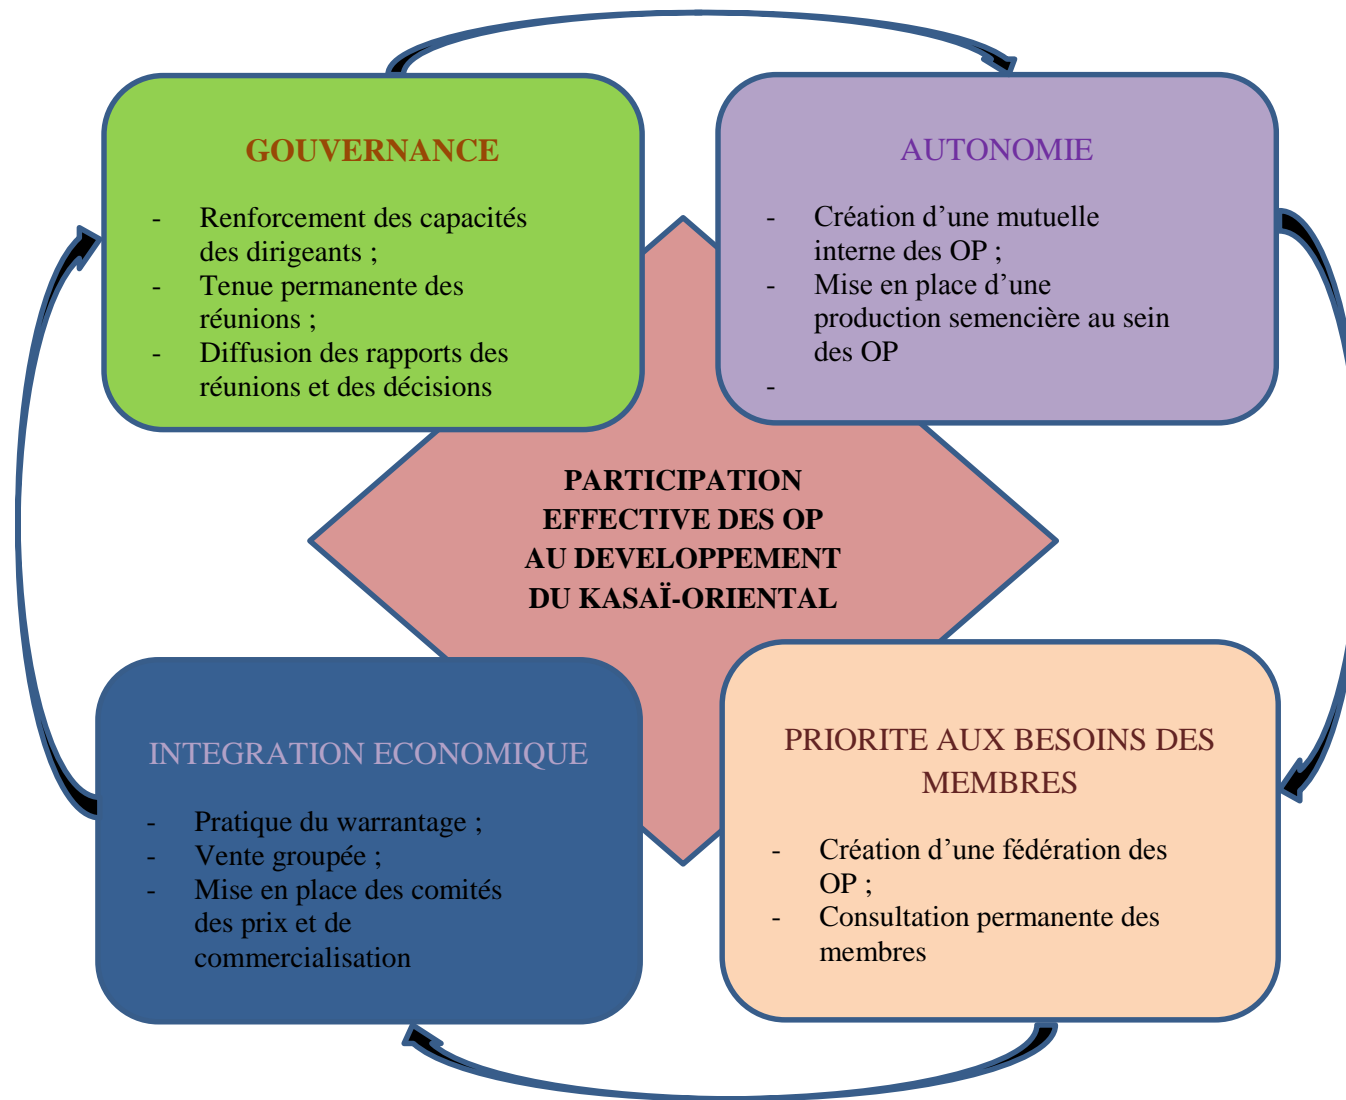 GOUVERNANCE
- Renforcement des capacités
des dirigeants ;
- Tenue permanente des
réunions ;
- Diffusion des rapports des
réunions et des décisions
AUTONOMIE
- Création d’une mutuelle
interne des OP ;
- Mise en place d’une
production semencière au sein
des OP
-
PARTICIPATION
EFFECTIVE DES OP
AU DEVELOPPEMENT
DU KASAÏ-ORIENTAL
INTEGRATION ECONOMIQUE
- Pratique du warrantage ;
- Vente groupée ;
- Mise en place des comités
des prix et de
commercialisation
PRIORITE AUX BESOINS DES
MEMBRES
- Création d’une fédération des
OP ;
- Consultation permanente des
membres